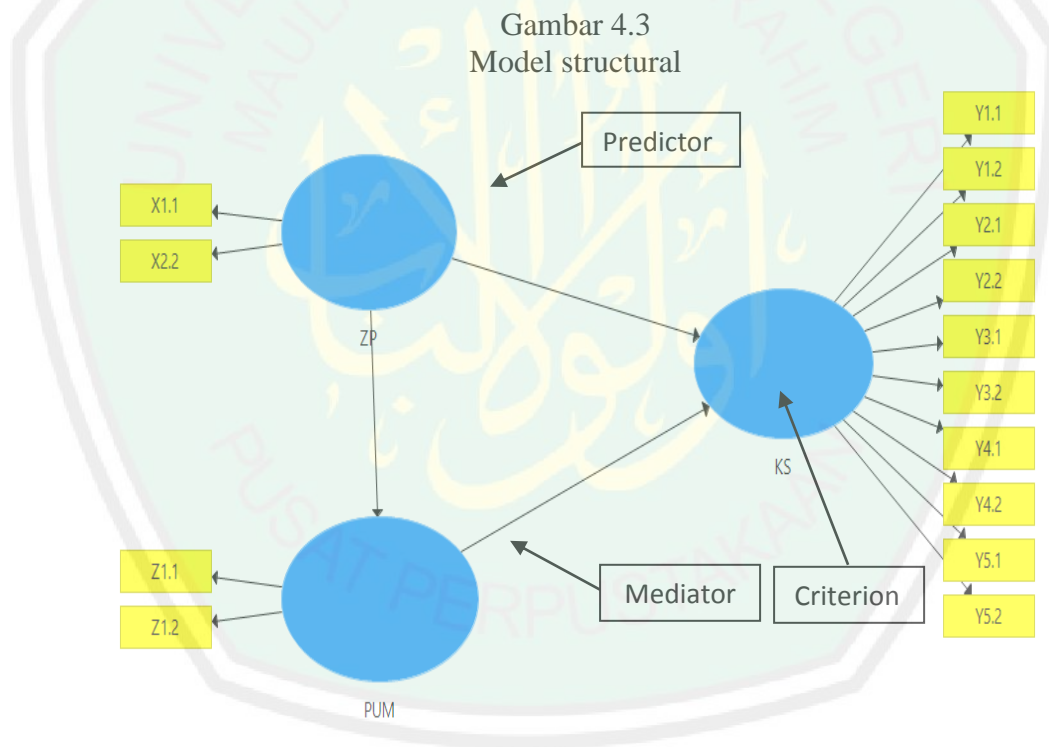 Gambar 4.3
Model structural
Predictor
X1.1
X2.2
ZP
Y1.1
Y1.2
Y2.1
Y2.2
Y3.1
Y3.2
Y4.1
Y4.2
Y5.1
Y5.2
KS
Z1.1
Z1.2
PUM
Mediator
Criterion
PUSAT PERPUSTAKAAN